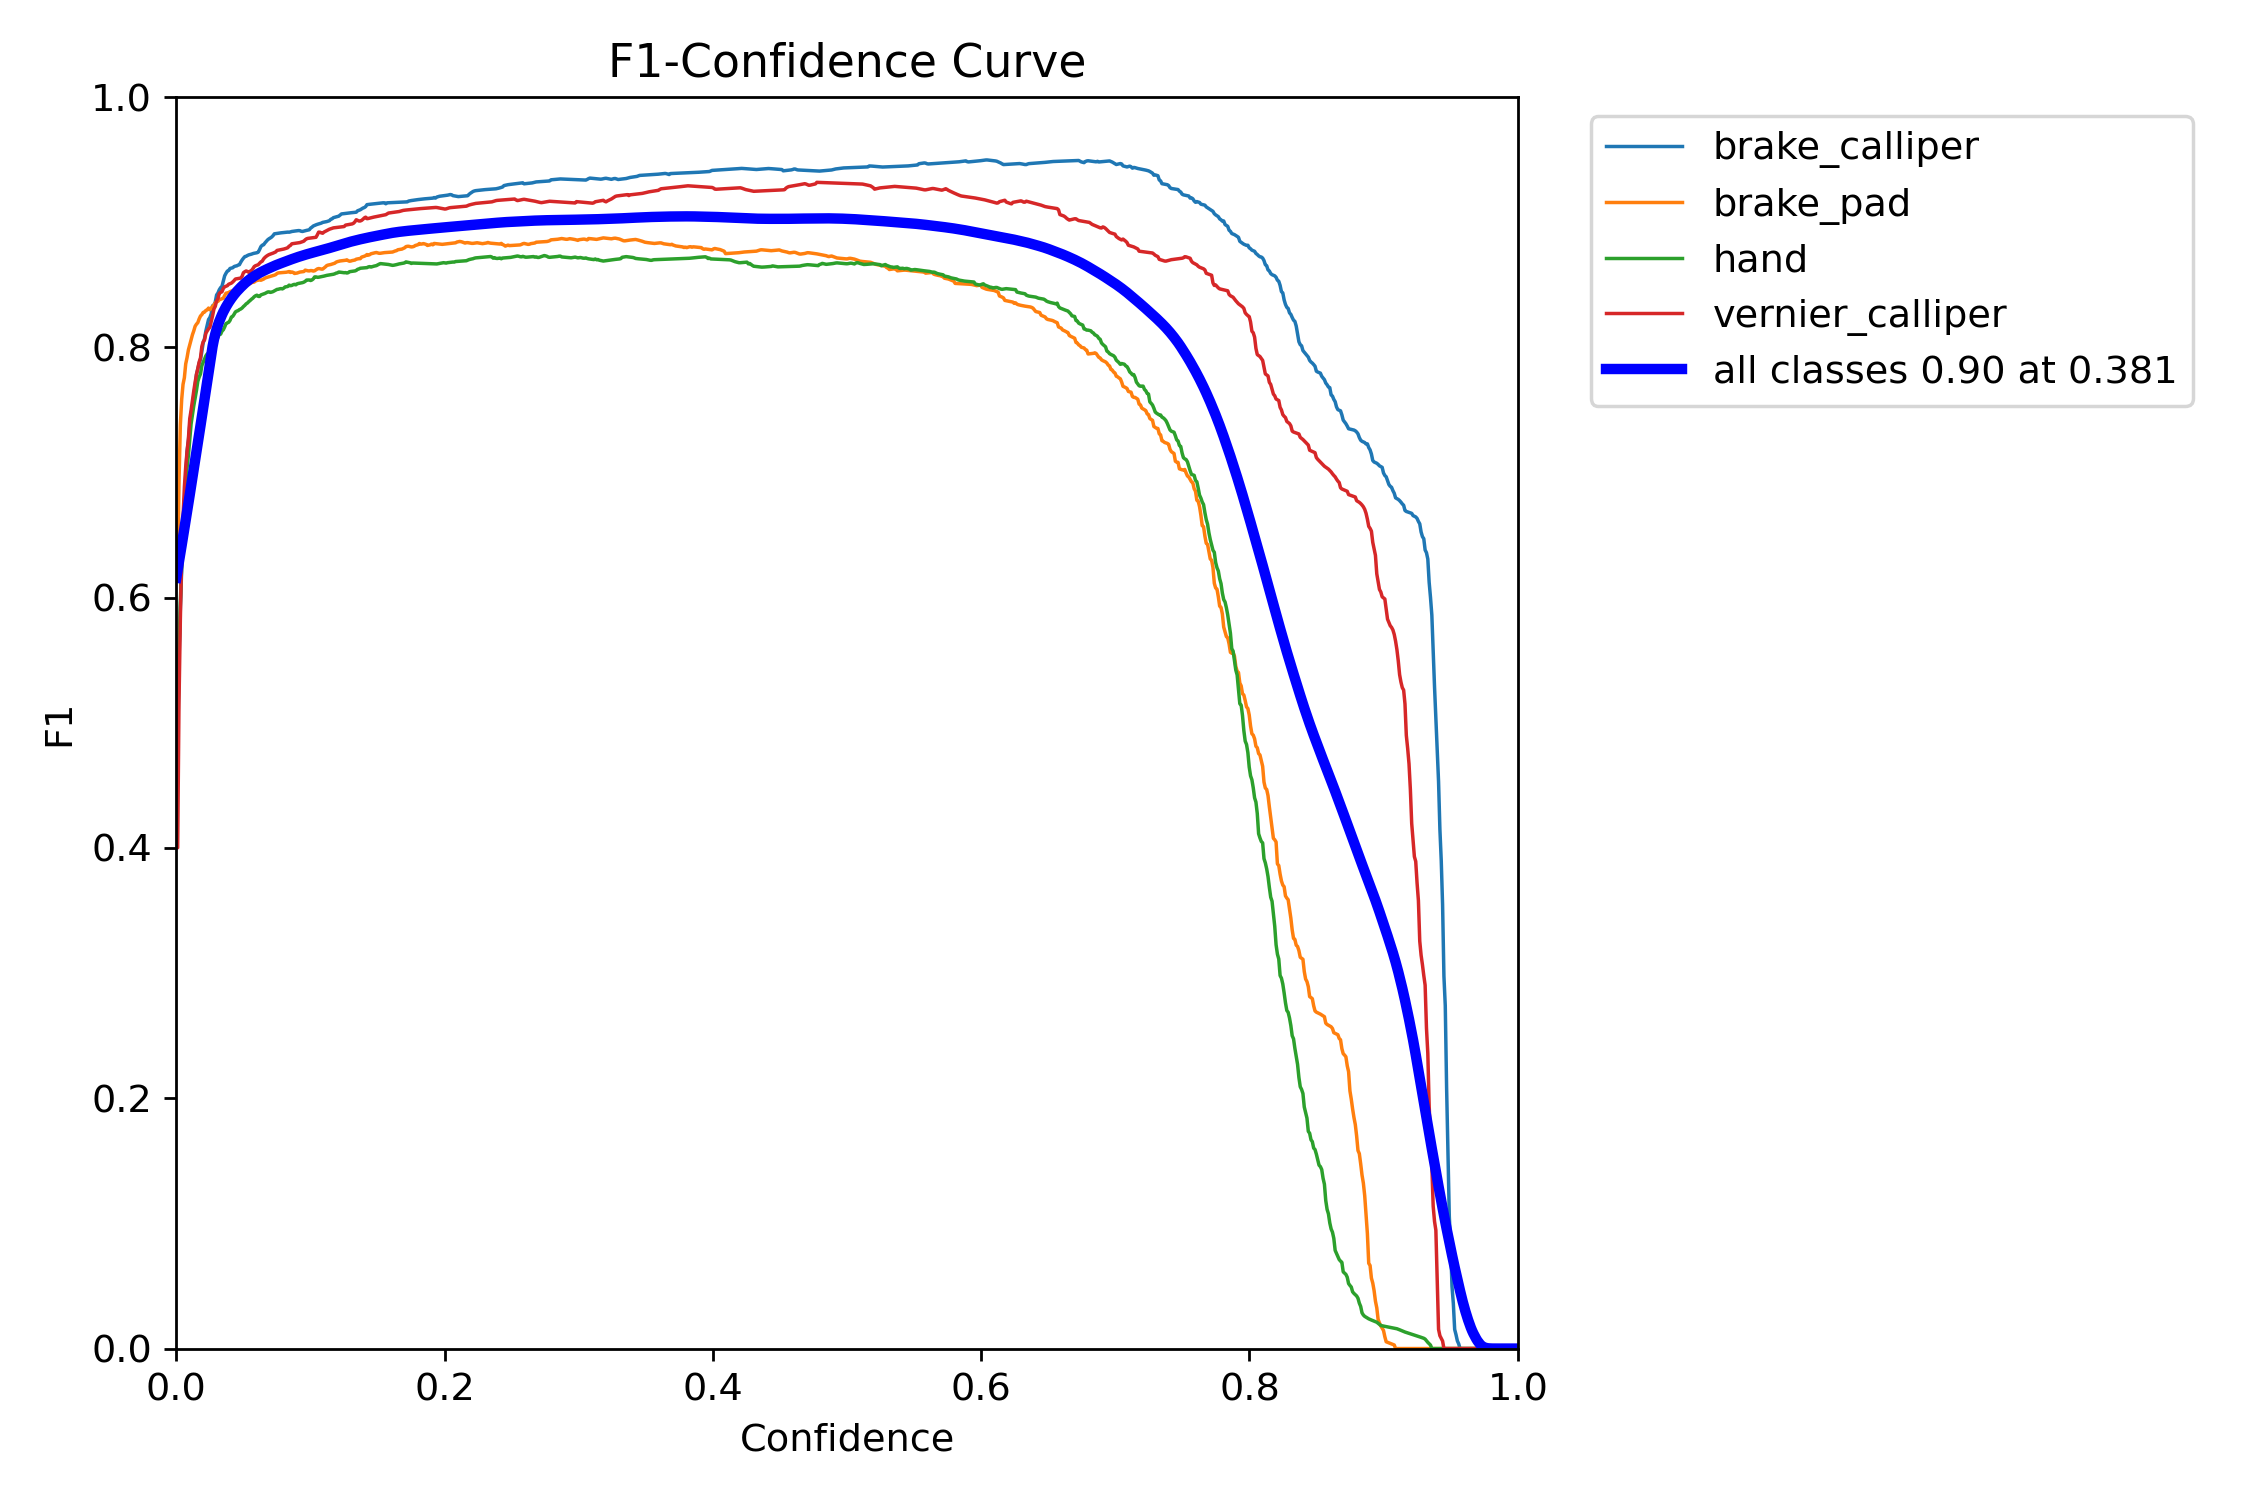 F1-Confidence Curve
1.0
0.8
0.6
0.4
0.2
0.0
F1
0.0 0.2 0.4 0.6 0.8 1.0
Confidence
brake_calliper
brake_pad
hand
vernier_calliper
all classes 0.90 at 0.381